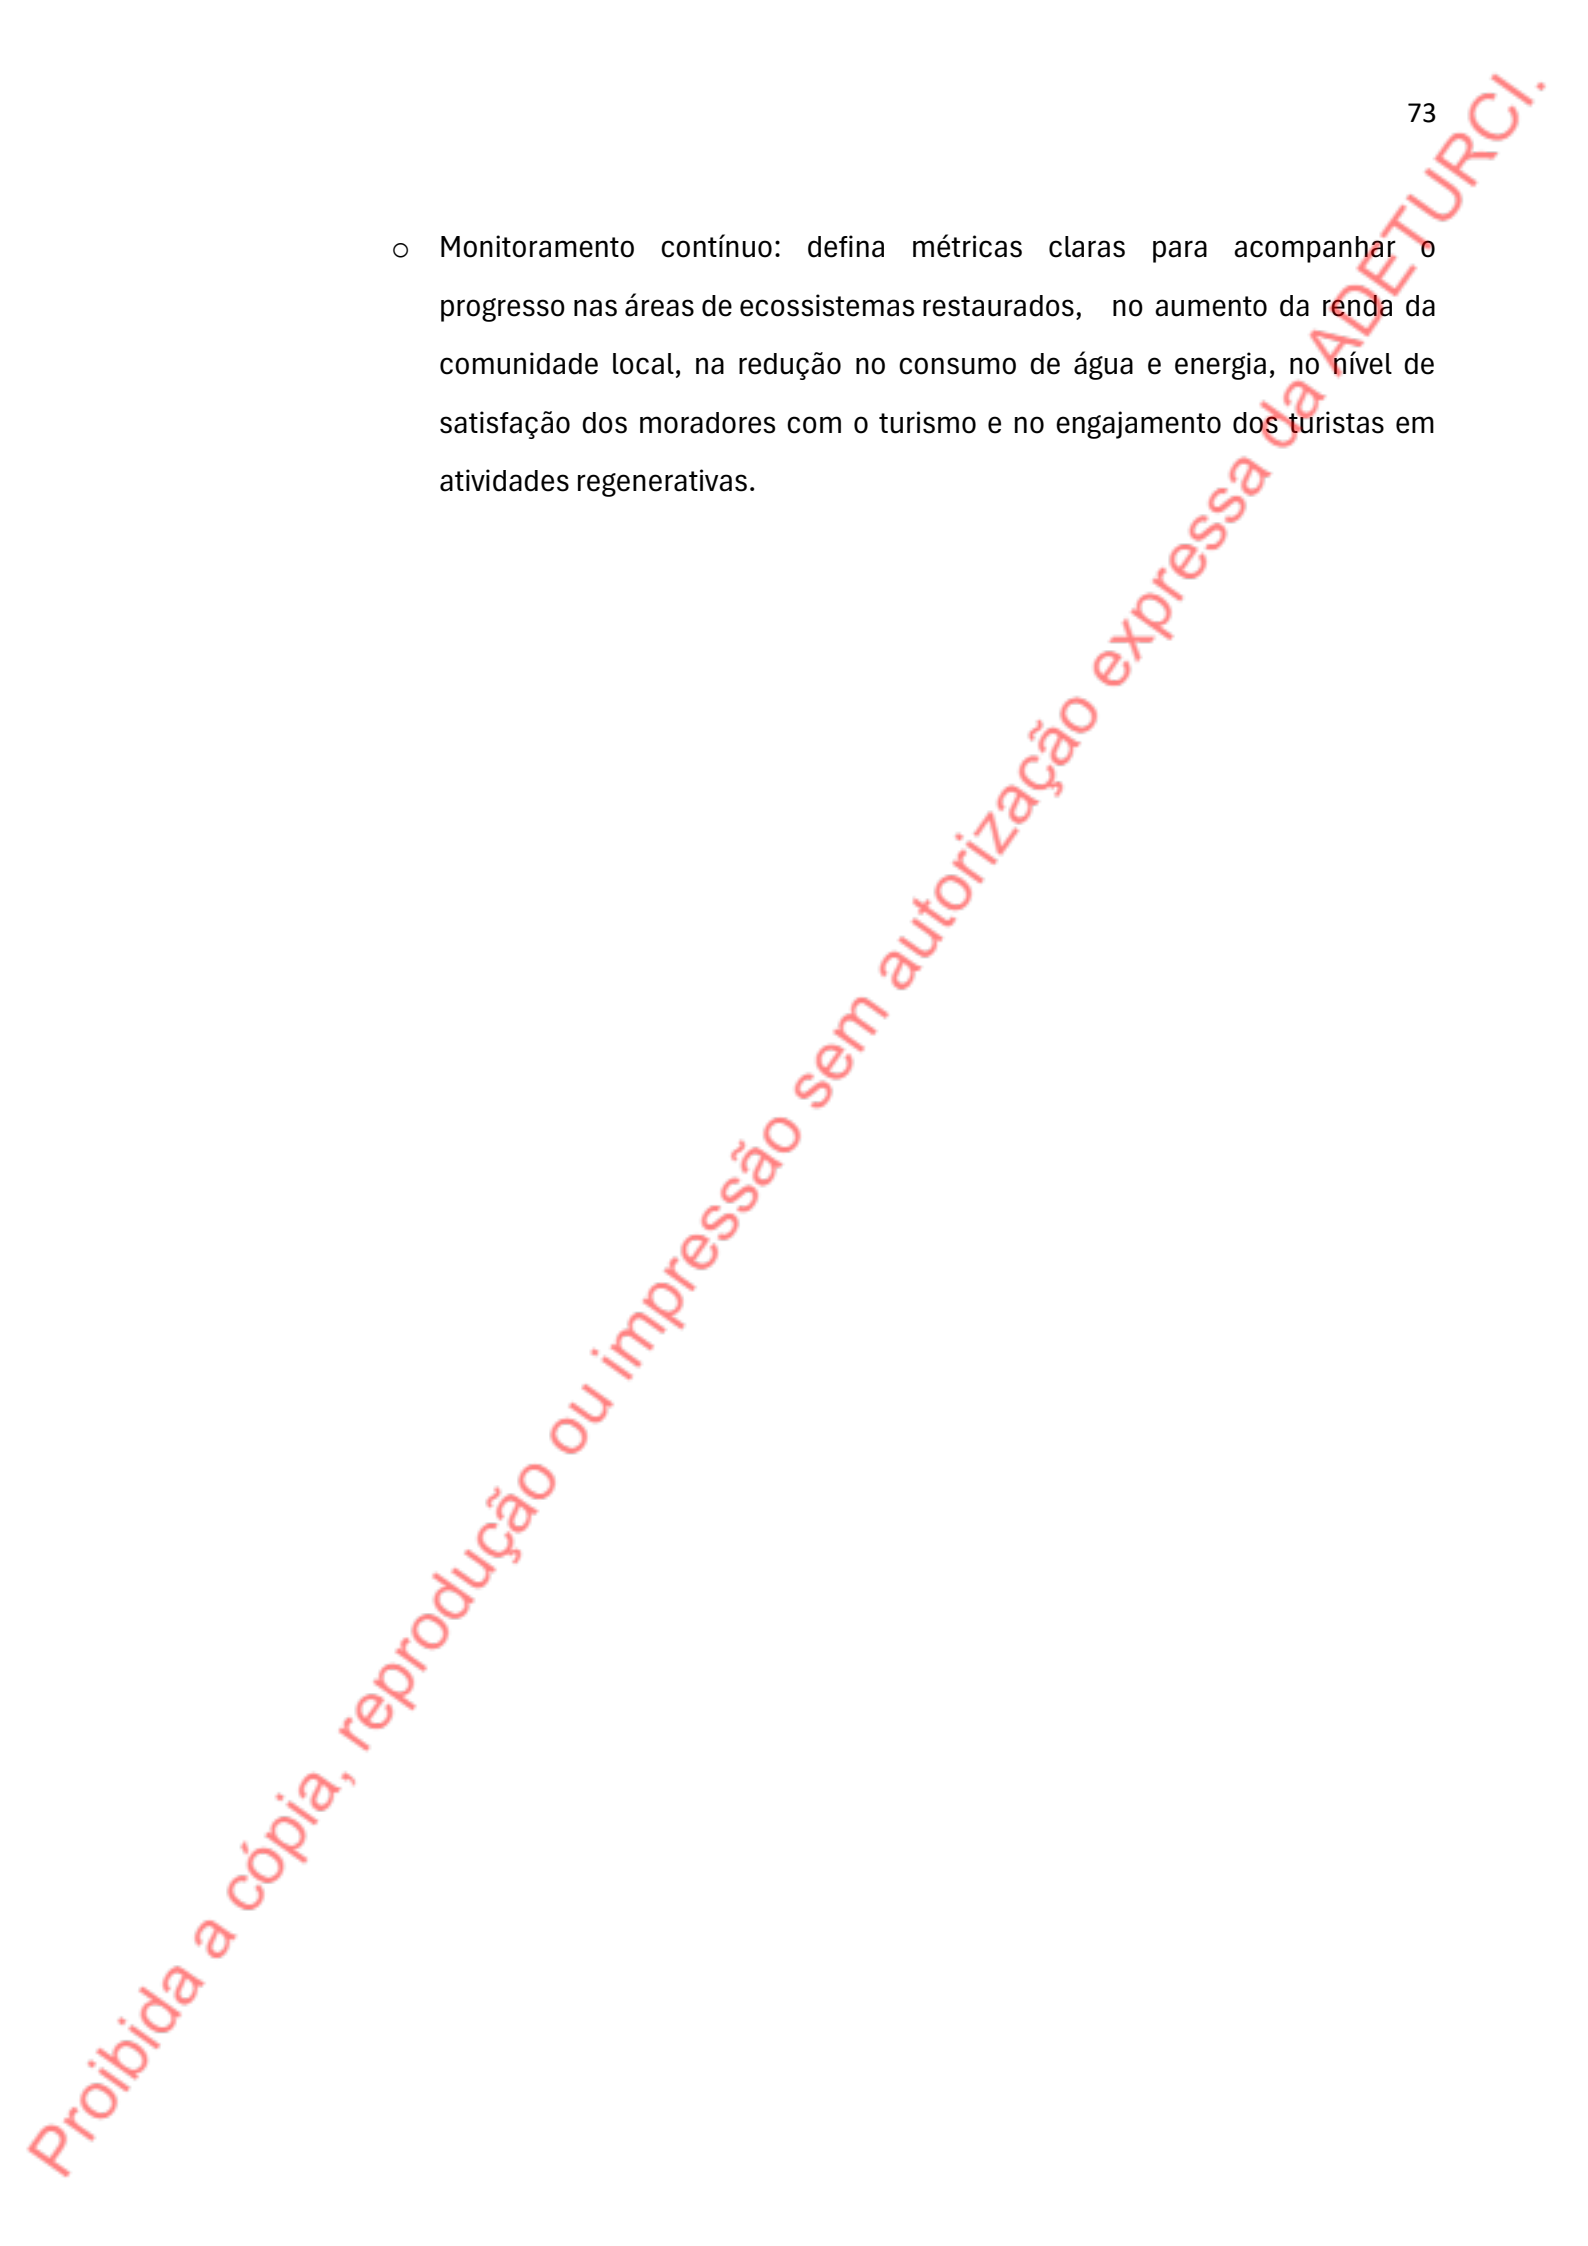 73
○ Monitoramento contínuo: defina métricas claras para acompanhar o
progresso nas áreas de ecossistemas restaurados, no aumento da renda da
comunidade local, na redução no consumo de água e energia, no nível de
satisfação dos moradores com o turismo e no engajamento dos turistas em
atividades regenerativas.
Proibida a cópia, reprodução ou impressão sem autorização expressa da ADETURCI.